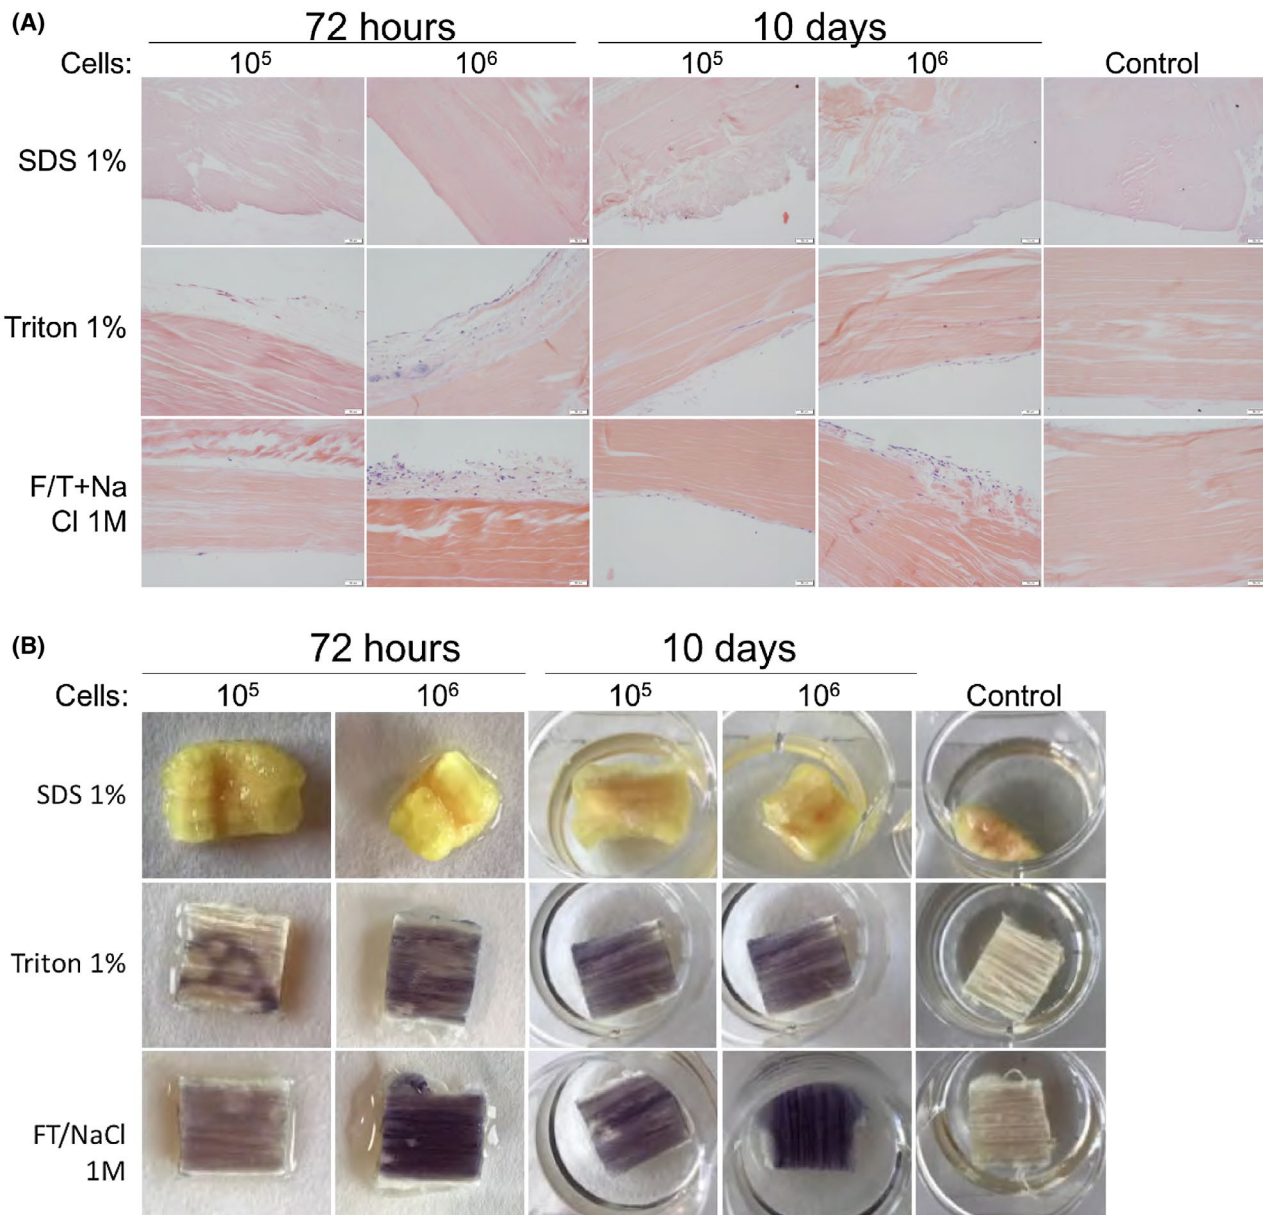 (A)
72 hours 10 days
Cells: 10⁵ 10⁶ 10⁵ 10⁶ Control
SDS 1%
Triton 1%
F/T+Na
Cl 1M
(B)
72 hours 10 days
Cells: 10⁵ 10⁶ 10⁵ 10⁶ Control
SDS 1%
Triton 1%
FT/NaCl
1M